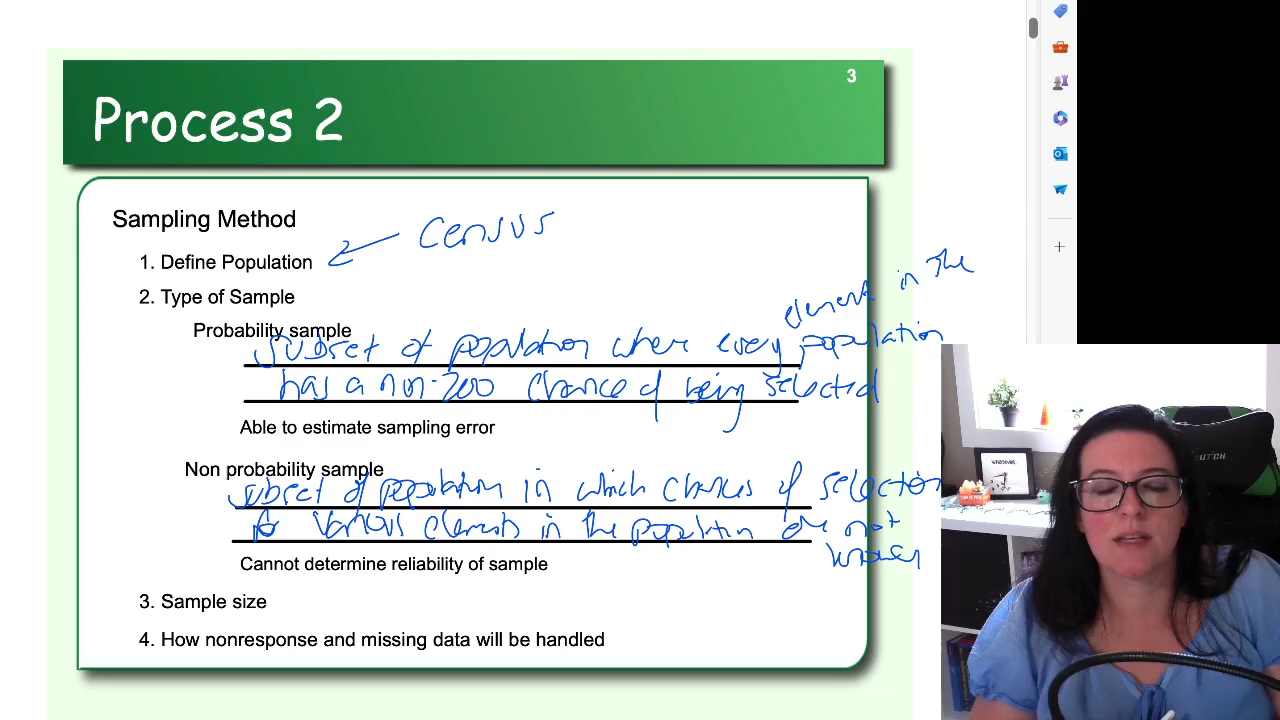 3
Process 2
Sampling Method
Census
1. Define Population
2. Type of Sample
Probability sample
element in the
subset of population where every population
has a non-zero chance of being selected
Able to estimate sampling error
Non probability sample
subset of population in which chances of selection
for various elements in the population are not
known
Cannot determine reliability of sample
3. Sample size
4. How nonresponse and missing data will be handled
CLUTCH